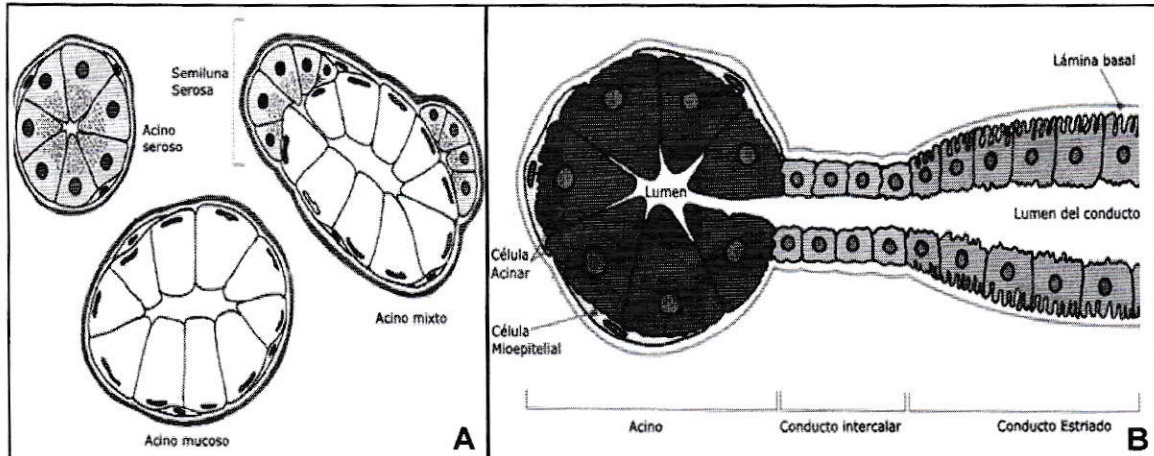 Semiluna
Serosa
Acino
seroso
Acino mixto
Acino mucoso
A
Lámina basal
Lumen
Lumen del conducto
Célula
Acinar
Célula
Mioepitelial
Acino
Conducto intercalar
Conducto Estriado
B